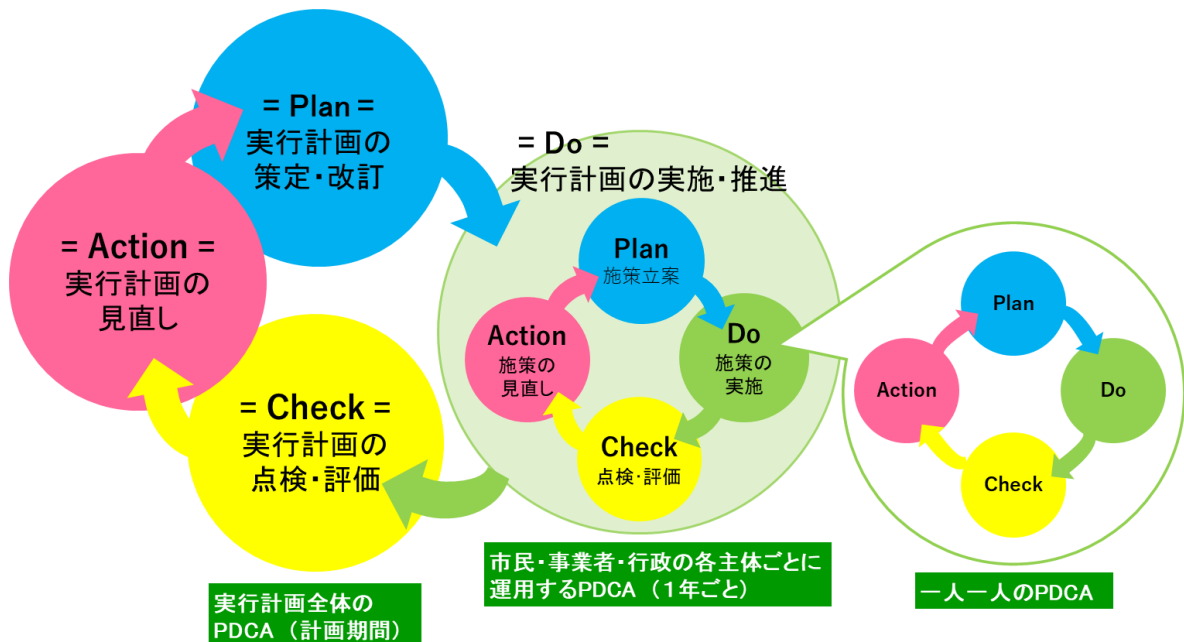 = Plan =
実行計画の
策定・改訂
= Action =
実行計画の
見直し
= Check =
実行計画の
点検・評価
= Do =
実行計画の実施・推進
Plan
施策立案
Do
施策の
実施
Check
点検・評価
Action
施策の
見直し
Plan
Do
Check
Action
実行計画全体の
PDCA（計画期間）
市民・事業者・行政の各主体ごとに
運用するPDCA（１年ごと）
一人一人のPDCA